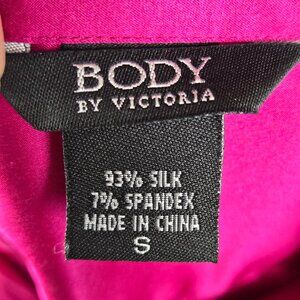 BODY
BY VICTORIA
93% SILK
7% SPANDEX
MADE IN CHINA
S